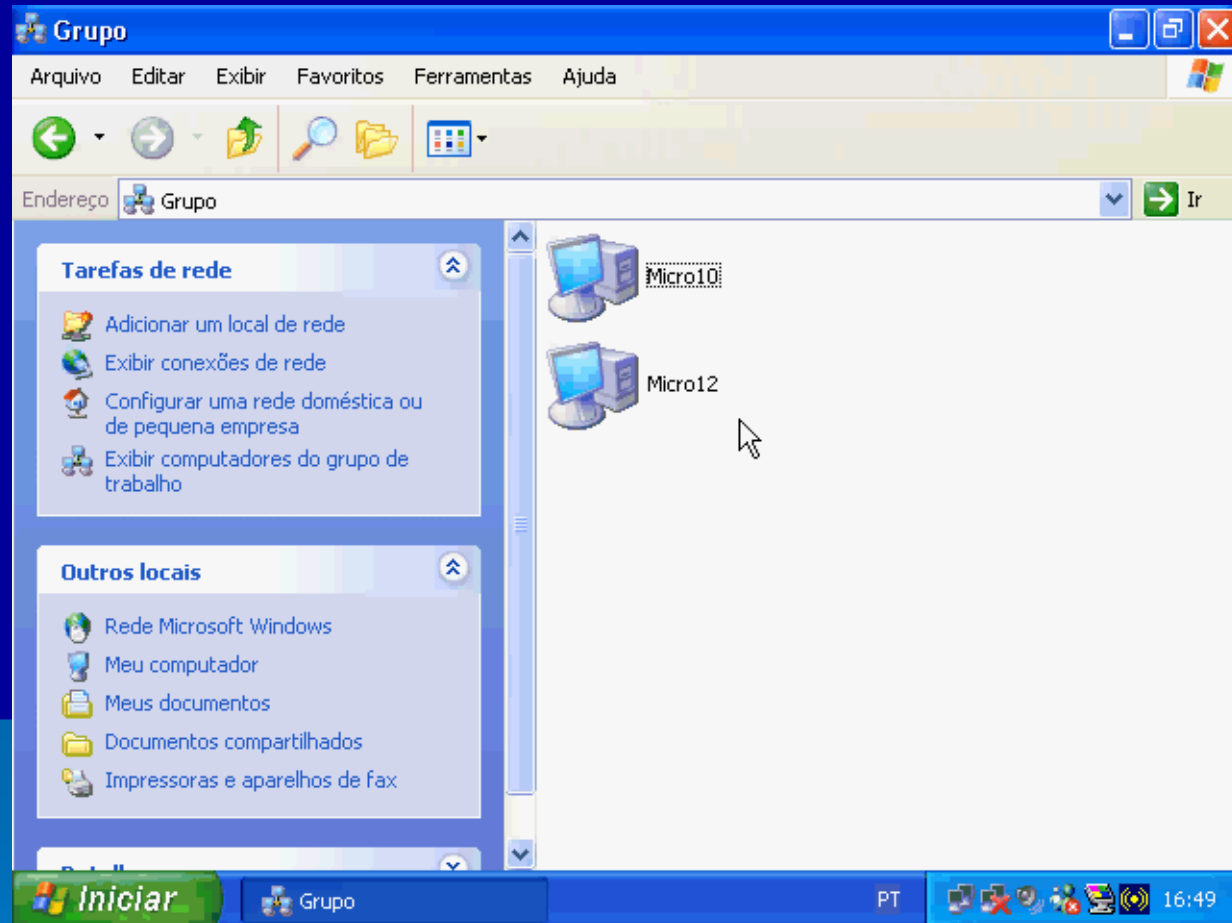 Grupo
Arquivo Editar Exibir Favoritos Ferramentas Ajuda
Endereço Grupo Ir
Tarefas de rede
Adicionar um local de rede
Exibir conexões de rede
Configurar uma rede doméstica ou
de pequena empresa
Exibir computadores do grupo de
trabalho
Outros locais
Rede Microsoft Windows
Meu computador
Meus documentos
Documentos compartilhados
Impressoras e aparelhos de fax
Micro10
Micro12
Iniciar Grupo PT 16:49